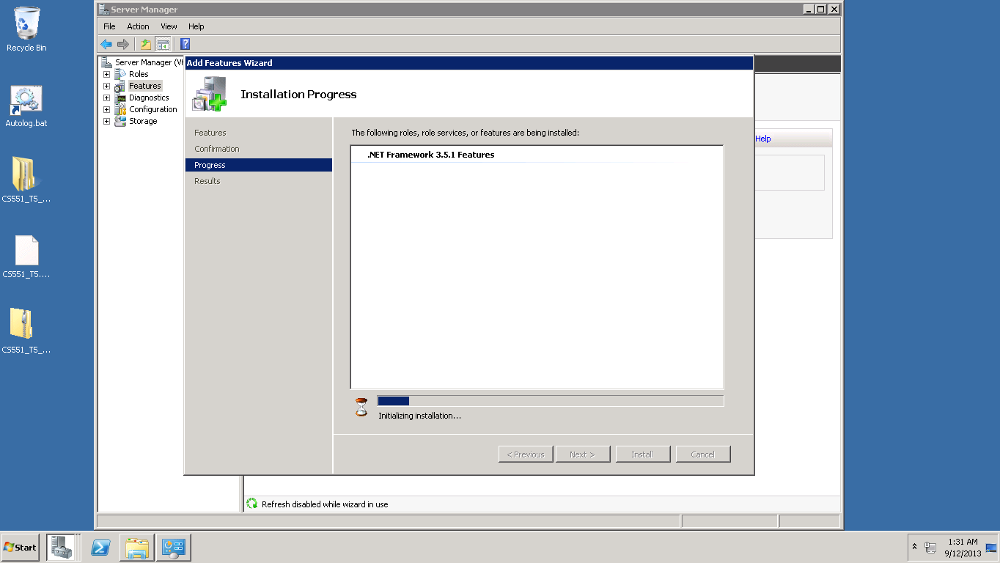 Recycle Bin
Autolog.bat
CS551_T5_...
CS551_T5....
CS551_T5_...
Server Manager
File Action View Help
Server Manager (
Roles
Features
Diagnostics
Configuration
Storage
Add Features Wizard
Installation Progress
Features
Confirmation
Progress
Results
The following roles, role services, or features are being installed:
.NET Framework 3.5.1 Features
Initializing installation...
< Previous Next > Install Cancel
Help
Refresh disabled while wizard in use
Start
1:31 AM
9/12/2013